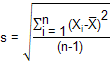 s = √( Σⁿᵢ₌₁ (Xᵢ-X̄)² / (n-1) )